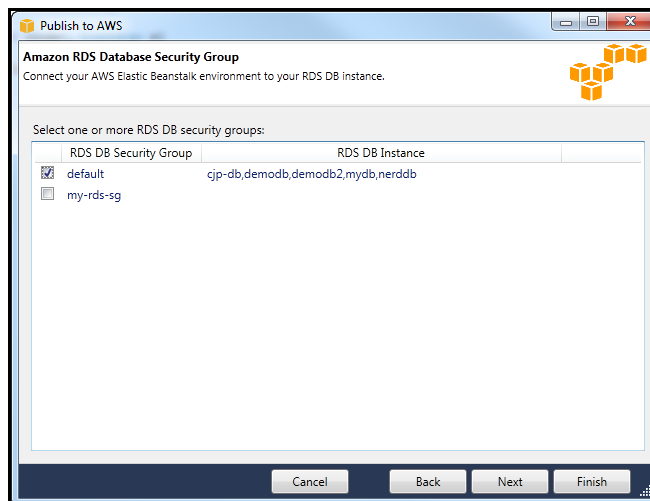 Publish to AWS
Amazon RDS Database Security Group
Connect your AWS Elastic Beanstalk environment to your RDS DB instance.
Select one or more RDS DB security groups:
RDS DB Security Group RDS DB Instance
default cjp-db,demodb,demodb2,mydb,nerddb
my-rds-sg
Cancel Back Next Finish